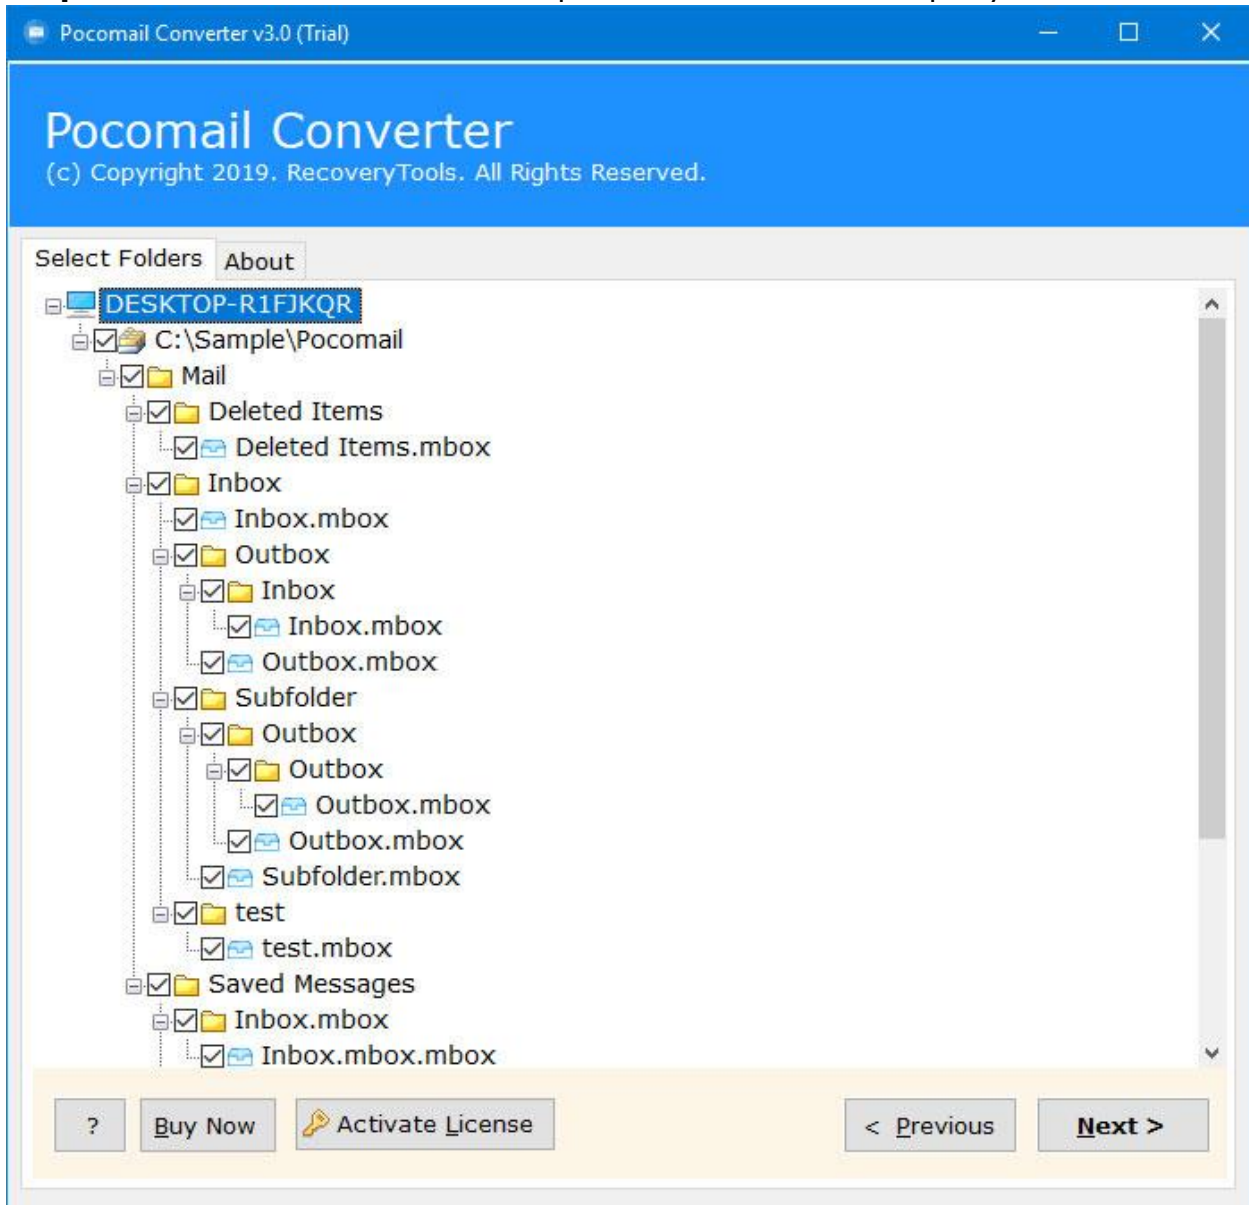 Pocomail Converter v3.0 (Trial)
Pocomail Converter
(c) Copyright 2019. RecoveryTools. All Rights Reserved.
Select Folders About
DESKTOP-R1FJKQR
C:\Sample\Pocomail
Mail
Deleted Items
Deleted Items.mbox
Inbox
Inbox.mbox
Outbox
Inbox
Inbox.mbox
Outbox.mbox
Subfolder
Outbox
Outbox
Outbox.mbox
Outbox.mbox
Subfolder.mbox
test
test.mbox
Saved Messages
Inbox.mbox
Inbox.mbox.mbox
? Buy Now Activate License < Previous Next >